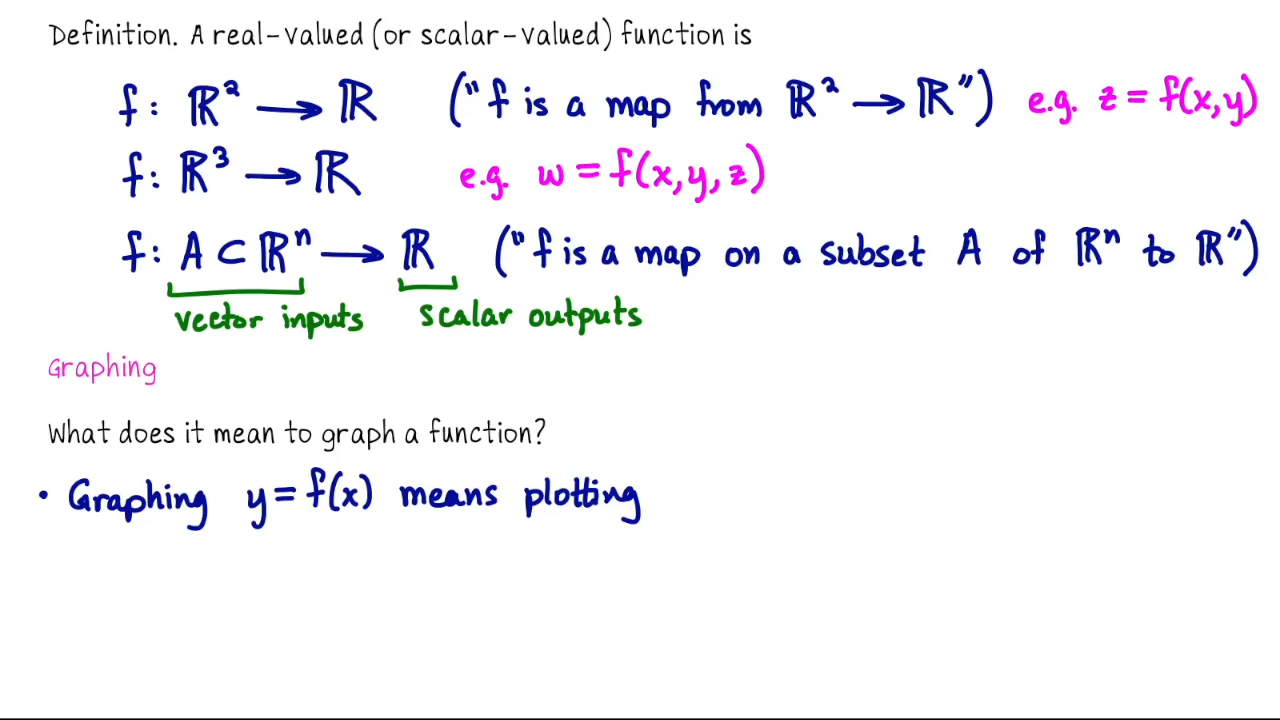 Definition. A real-valued (or scalar-valued) function is
f: ℝ² ⟶ ℝ ("f is a map from ℝ² → ℝ") e.g. z = f(x,y)
f: ℝ³ ⟶ ℝ e.g. w = f(x,y,z)
f: A ⊂ ℝⁿ ⟶ ℝ ("f is a map on a subset A of ℝⁿ to ℝ")
vector inputs scalar outputs
Graphing
What does it mean to graph a function?
• Graphing y = f(x) means plotting